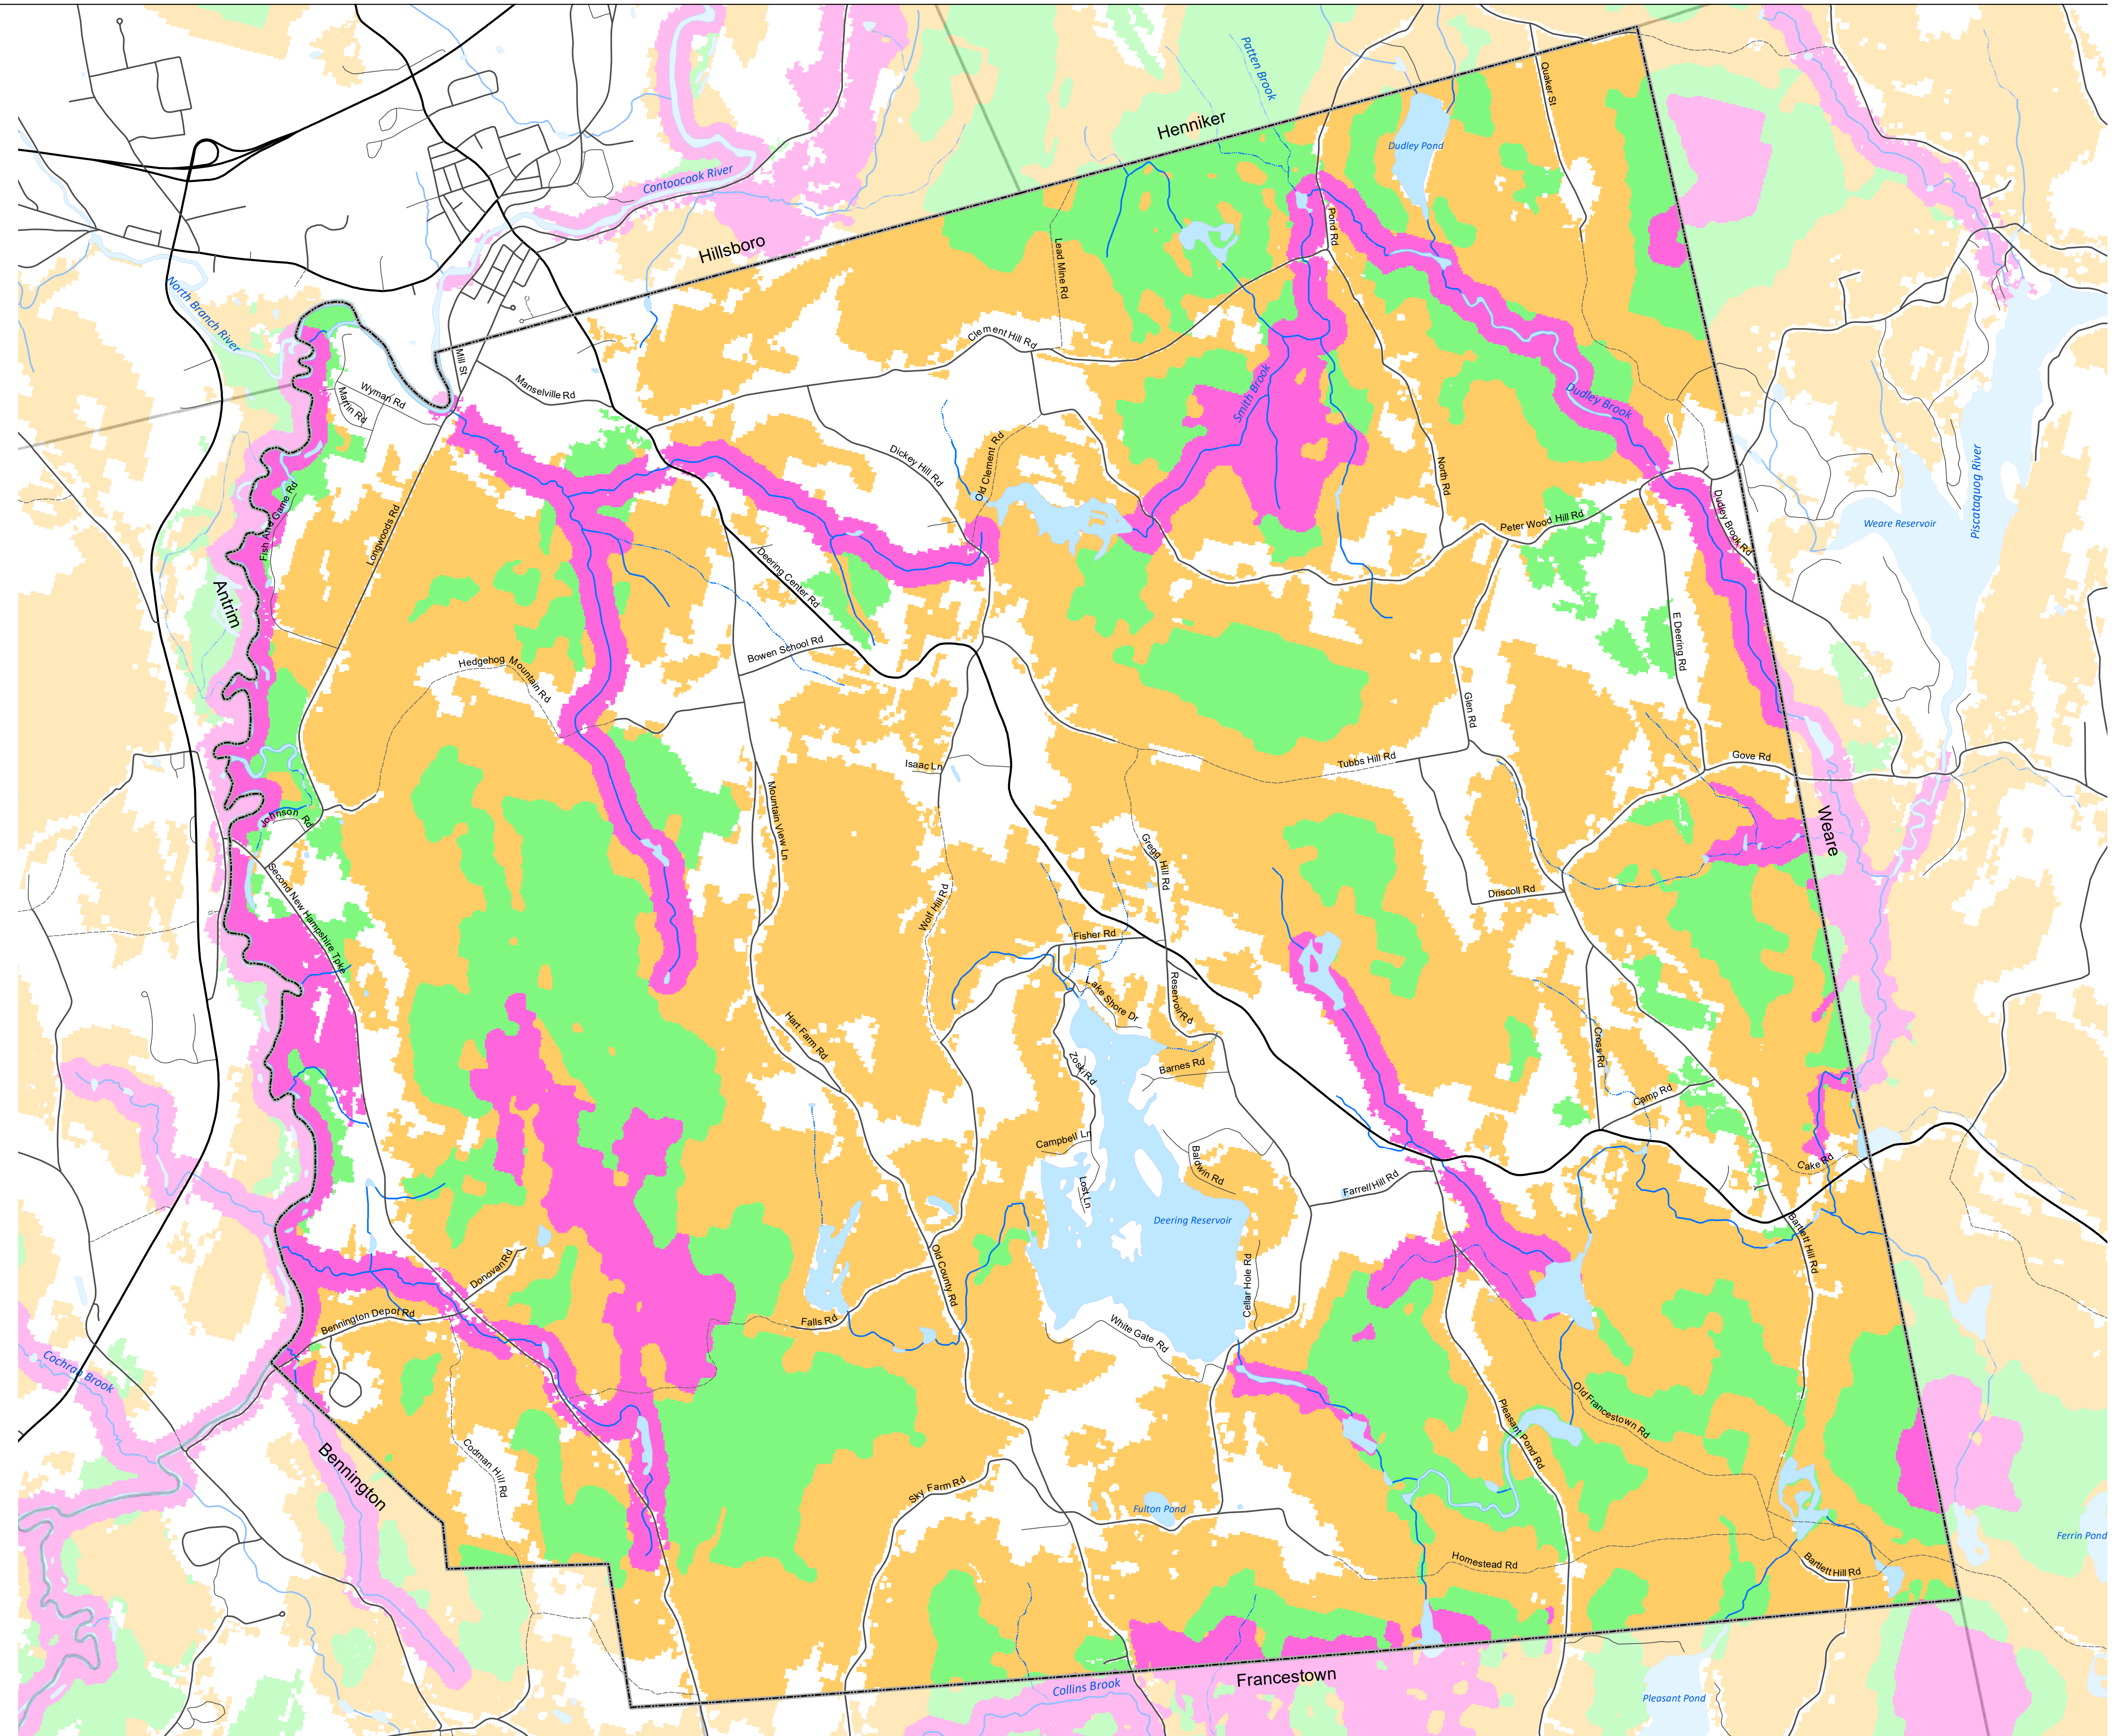 Patten Brook
Quaker St
Henniker
Dudley Pond
Contoocook River
Hillsboro
Pond Rd
Lead Mine Rd
North Branch River
Clement Hill Rd
Mill St
Manselville Rd
Wyman Rd
Martin Rd
Smith Brook
Dudley Brook
Dickey Hill Rd
Old Clement Rd
North Rd
Piscataquog River
Weare Reservoir
Peter Wood Hill Rd
Dudley Brook Rd
Fish And Game Rd
Longwoods Rd
Deering Center Rd
Antrim
E Deering Rd
Bowen School Rd
Hedgehog Mountain Rd
Glen Rd
Isaac Ln
Tubbs Hill Rd
Gove Rd
Mountain View Ln
Johnson Rd
Weare
Gregg Hill Rd
Second New Hampshire Tpke
Wolf Hill Rd
Driscoll Rd
Fisher Rd
Lake Shore Dr
Reservoir Rd
Hart Farm Rd
Zoski Rd
Barnes Rd
Cross Rd
Camp Rd
Campbell Ln
Baldwin Rd
Cake Rd
Lost Ln
Farrell Hill Rd
Deering Reservoir
Bartlett Hill Rd
Donovan Rd
Old County Rd
Cellar Hole Rd
Bennington Depot Rd
Falls Rd
White Gate Rd
Cochran Brook
Old Francestown Rd
Pleasant Pond Rd
Codman Hill Rd
Bennington
Sky Farm Rd
Fulton Pond
Ferrin Pond
Homestead Rd
Bartlett Hill Rd
Francestown
Collins Brook
Pleasant Pond